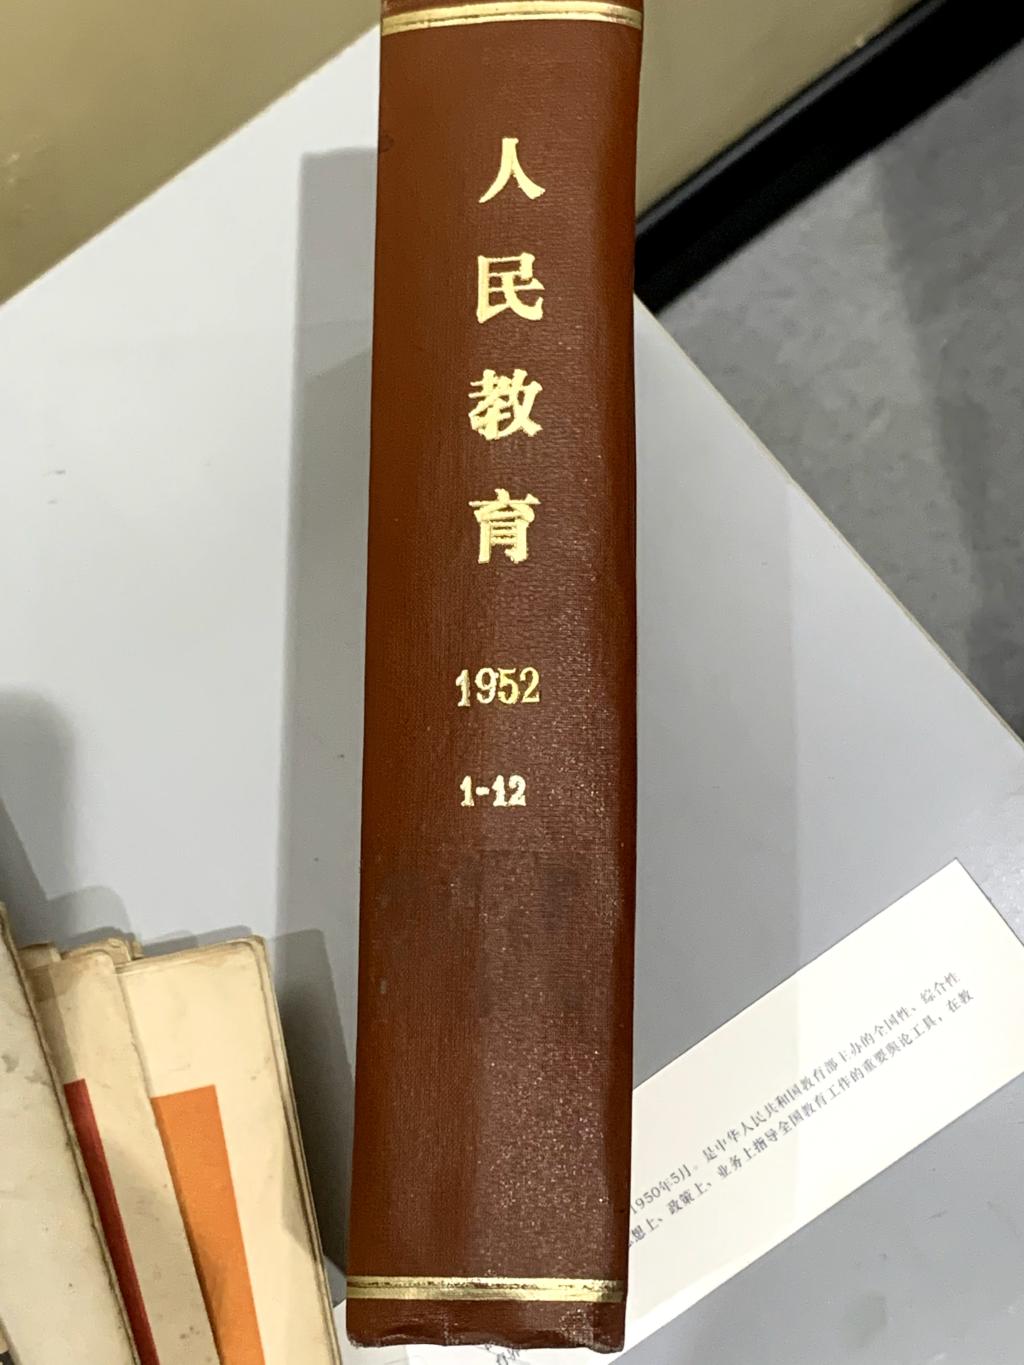 人民教育
1952
1-12
1950年5月。是中华人民共和国教育部主办的全国性、综合性
想上、政策上、业务上指导全国教育工作的重要舆论工具，在教